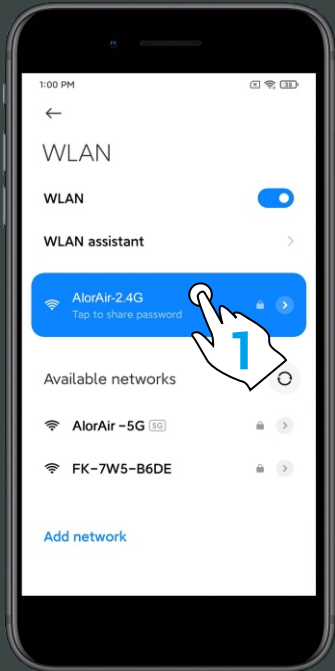 1:00 PM
38
WLAN
WLAN
WLAN assistant
AlorAir-2.4G
Tap to share password
1
Available networks
AlorAir –5G 5G
FK–7W5–B6DE
Add network